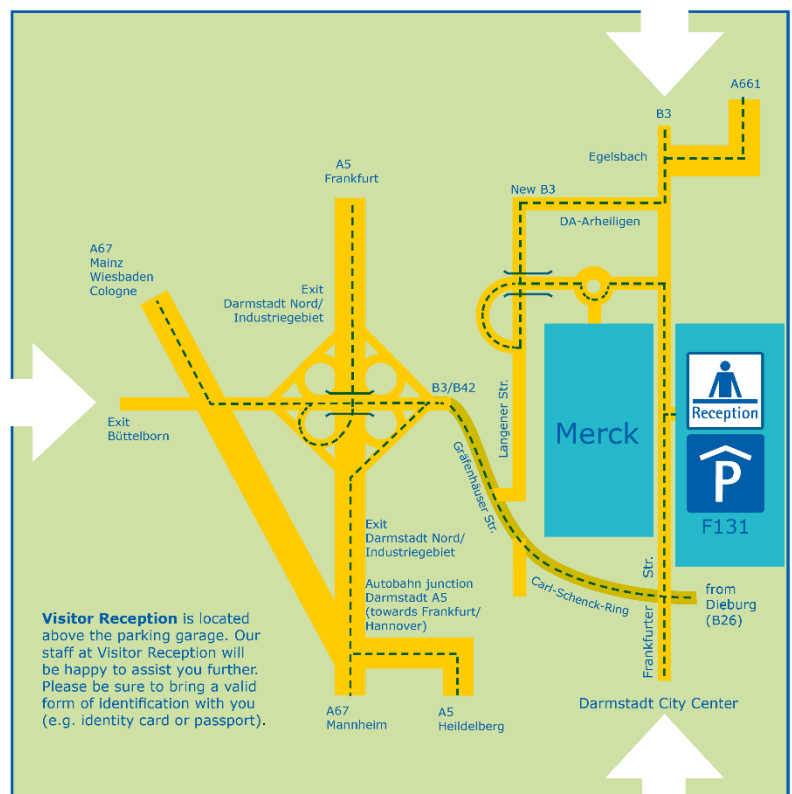 A661
B3
Egelsbach
A5
Frankfurt
New B3
DA-Arheiligen
A67
Mainz
Wiesbaden
Cologne
Exit
Darmstadt Nord/
Industriegebiet
B3/B42
Exit
Büttelborn
Langener Str.
Gräfenhäuser Str.
Merck
Reception
P
F131
Exit
Darmstadt Nord/
Industriegebiet
Autobahn junction
Darmstadt A5
(towards Frankfurt/
Hannover)
Carl-Schenck-Ring
Frankfurter Str.
from
Dieburg
(B26)
Visitor Reception is located
above the parking garage. Our
staff at Visitor Reception will
be happy to assist you further.
Please be sure to bring a valid
form of identification with you
(e.g. identity card or passport).
A67
Mannheim
A5
Heildelberg
Darmstadt City Center